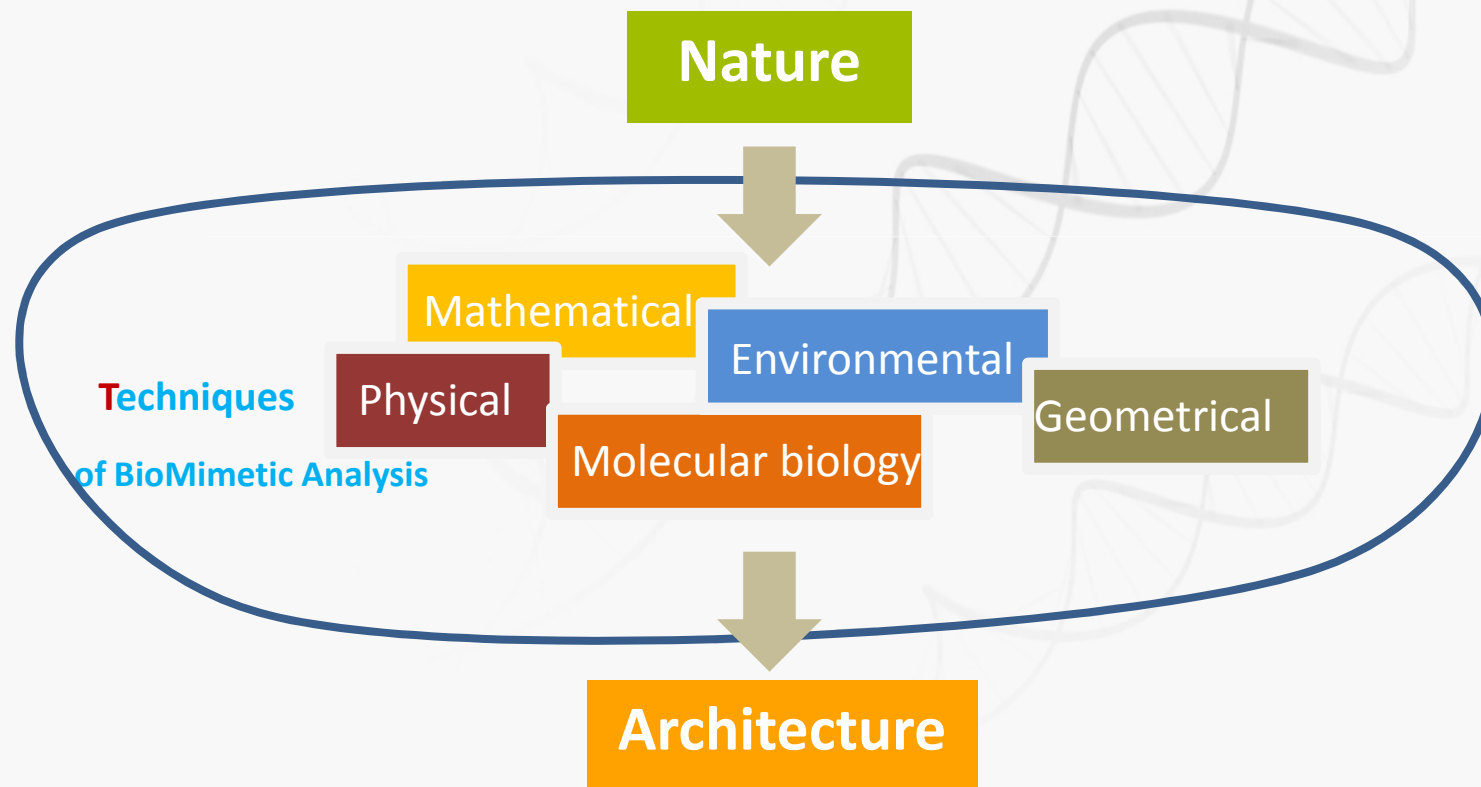 Nature
Mathematical
Environmental
Techniques
Physical
Geometrical
of BioMimetic Analysis
Molecular biology
Architecture